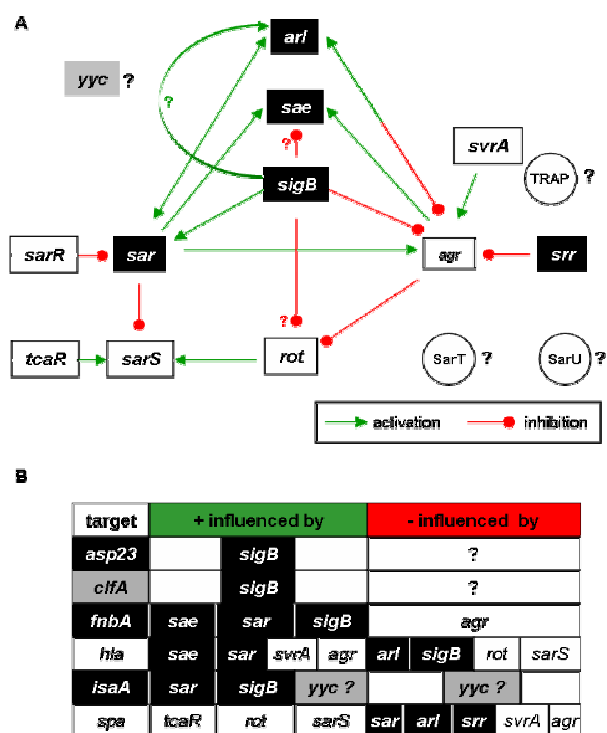 A
arl
yyc ?
?
sae
svrA
?
TRAP ?
sigB
sarR
sar
agr
srr
?
tcaR
sarS
rot
SarT ?
SarU ?
activation
inhibition
B
target + influenced by - influenced by
asp23 sigB ?
clfA sigB ?
fnbA sae sar sigB agr
hla sae sar svrA agr arl sigB rot sarS
isaA sar sigB yyc ? yyc ?
spa tcaR rot sarS sar arl srr svrA agr